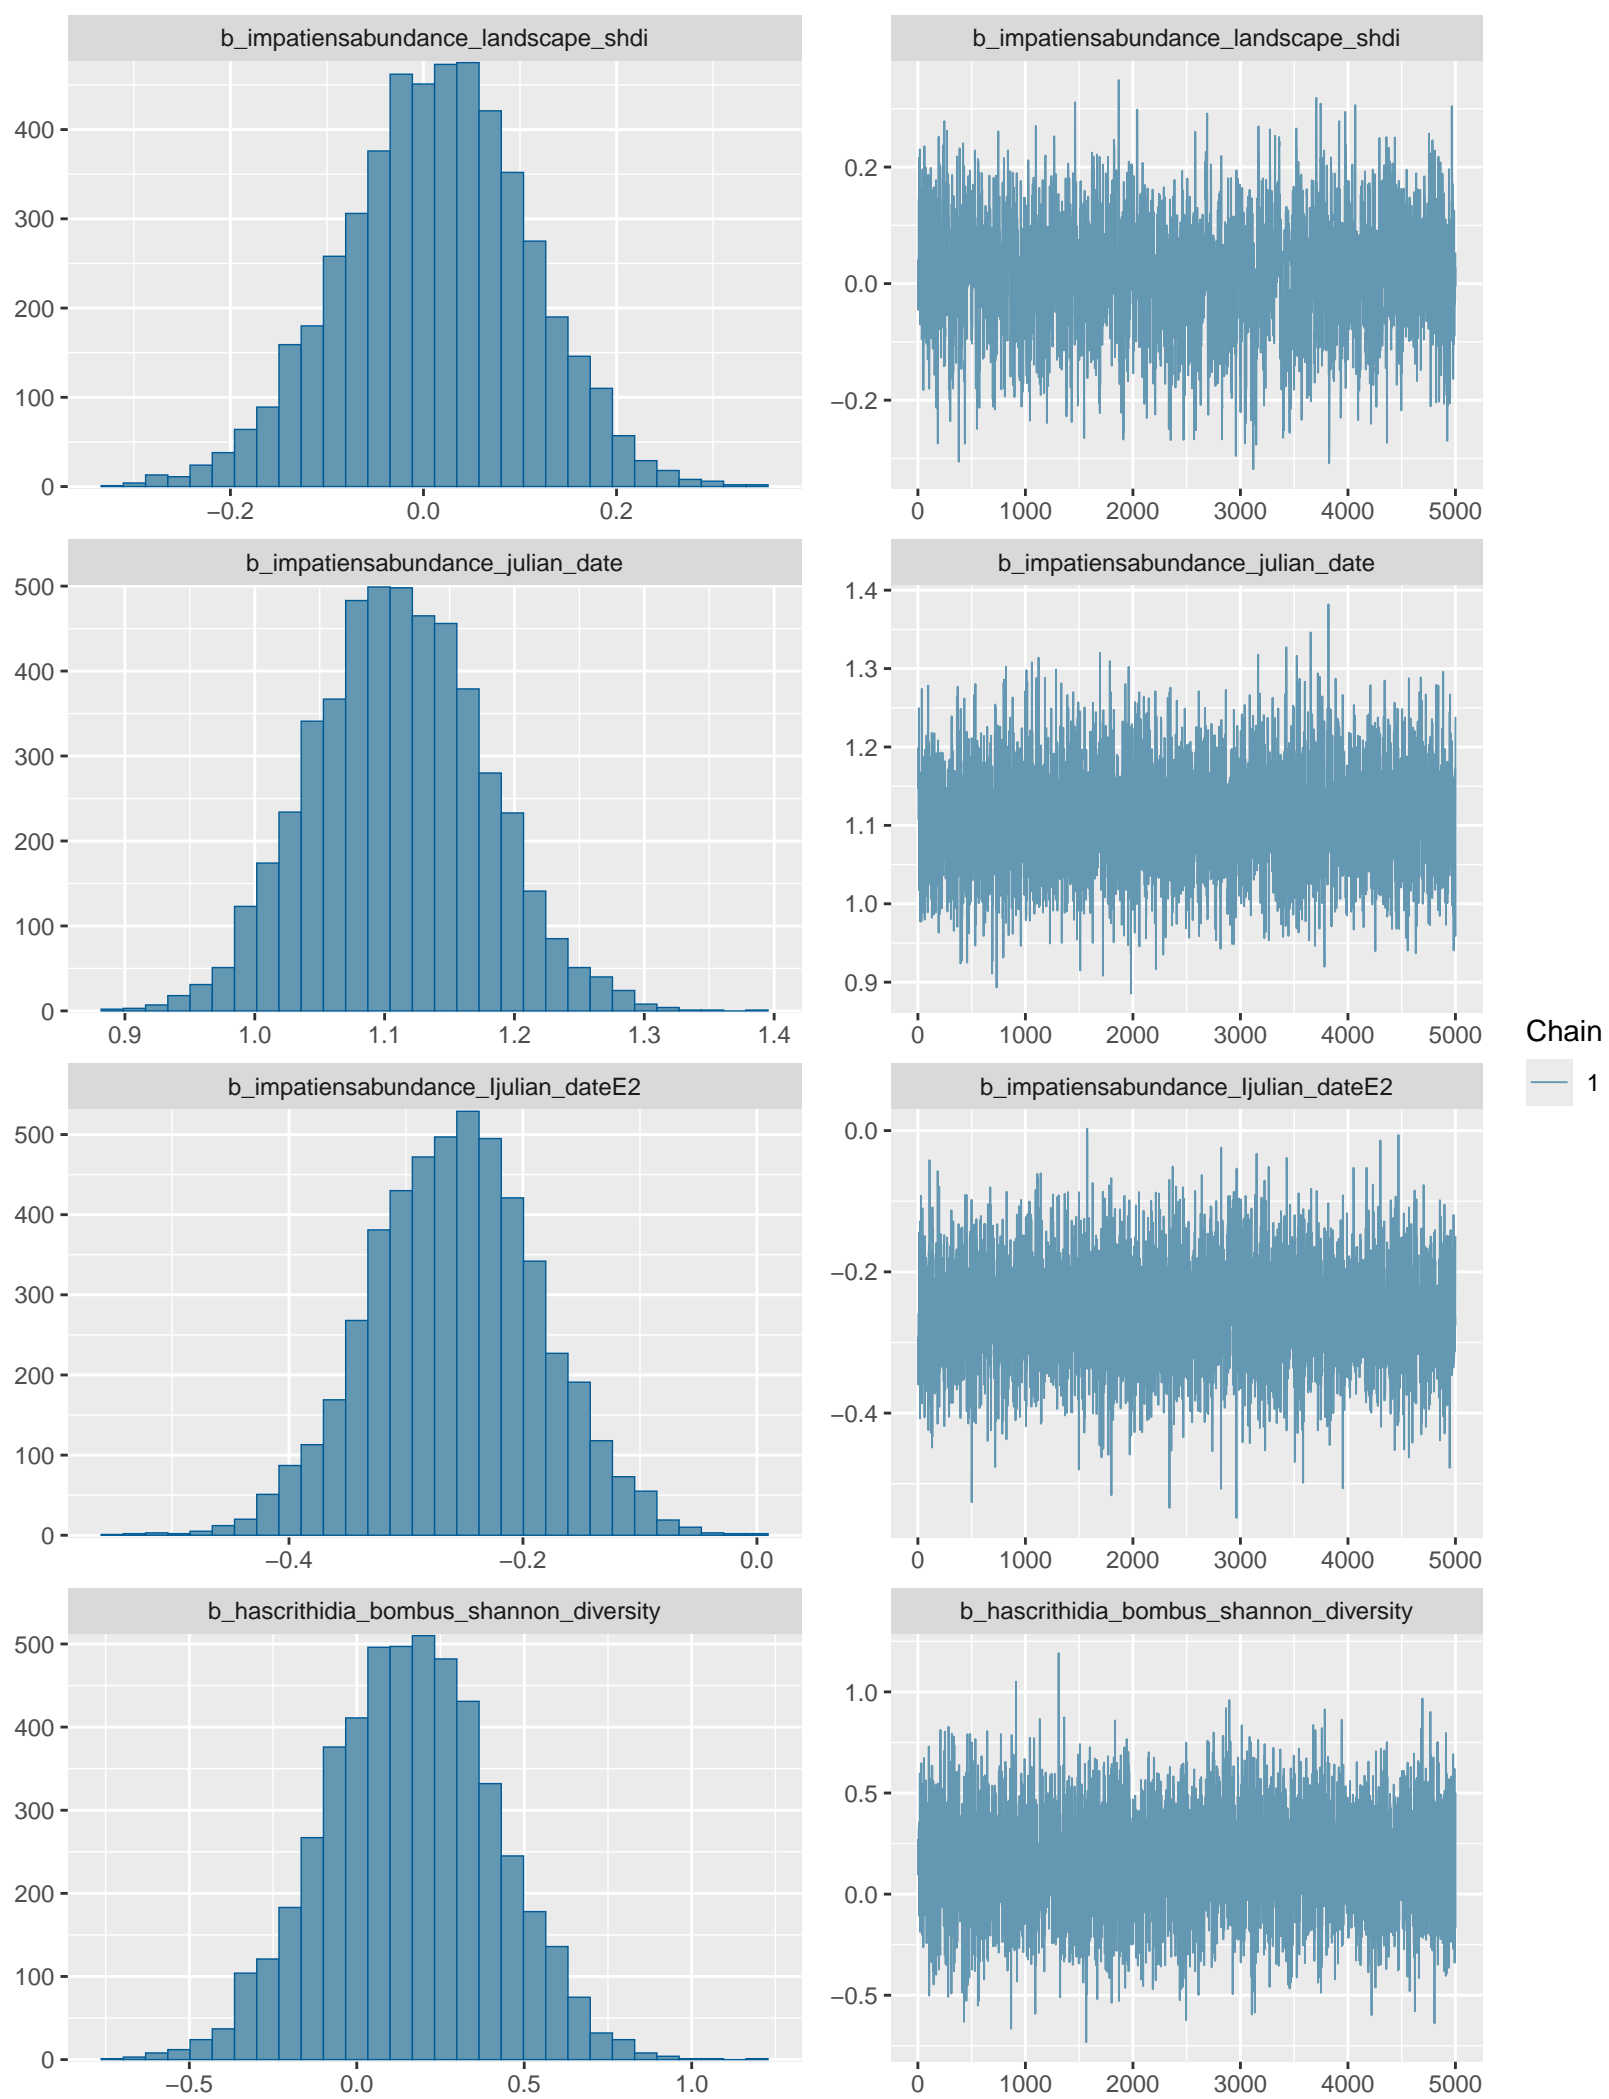 b_impatiensabundance_landscape_shdi
b_impatiensabundance_landscape_shdi
400
300
200
100
0
−0.2 0.0 0.2
0.2
0.0
−0.2
0 1000 2000 3000 4000 5000
b_impatiensabundance_julian_date
b_impatiensabundance_julian_date
500
400
300
200
100
0
0.9 1.0 1.1 1.2 1.3 1.4
1.4
1.3
1.2
1.1
1.0
0.9
0 1000 2000 3000 4000 5000
b_impatiensabundance_Ijulian_dateE2
b_impatiensabundance_Ijulian_dateE2
500
400
300
200
100
0
−0.4 −0.2 0.0
0.0
−0.2
−0.4
0 1000 2000 3000 4000 5000
b_hascrithidia_bombus_shannon_diversity
b_hascrithidia_bombus_shannon_diversity
500
400
300
200
100
0
−0.5 0.0 0.5 1.0
1.0
0.5
0.0
−0.5
0 1000 2000 3000 4000 5000
Chain
1